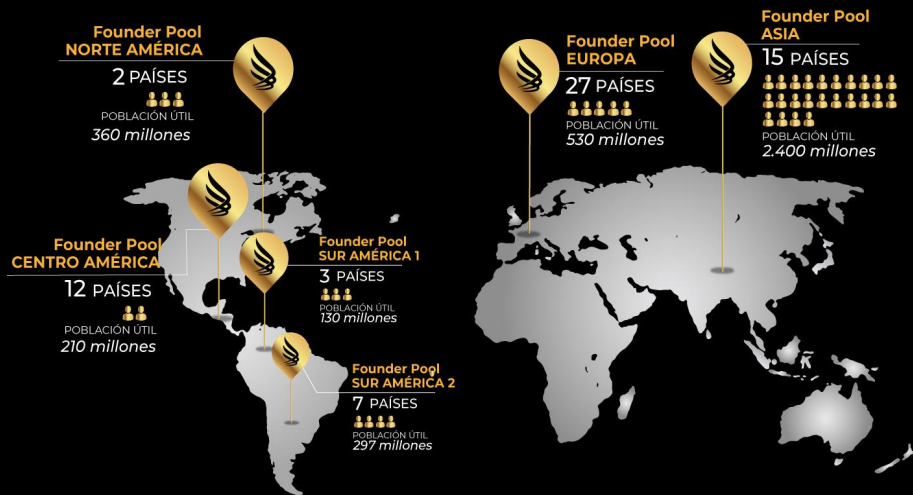 Founder Pool
NORTE AMÉRICA
2 PAÍSES
POBLACIÓN ÚTIL
360 millones
Founder Pool
CENTRO AMÉRICA
12 PAÍSES
POBLACIÓN ÚTIL
210 millones
Founder Pool
SUR AMÉRICA 1
3 PAÍSES
POBLACIÓN ÚTIL
130 millones
Founder Pool
SUR AMÉRICA 2
7 PAÍSES
POBLACIÓN ÚTIL
297 millones
Founder Pool
EUROPA
27 PAÍSES
POBLACIÓN ÚTIL
530 millones
Founder Pool
ASIA
15 PAÍSES
POBLACIÓN ÚTIL
2.400 millones